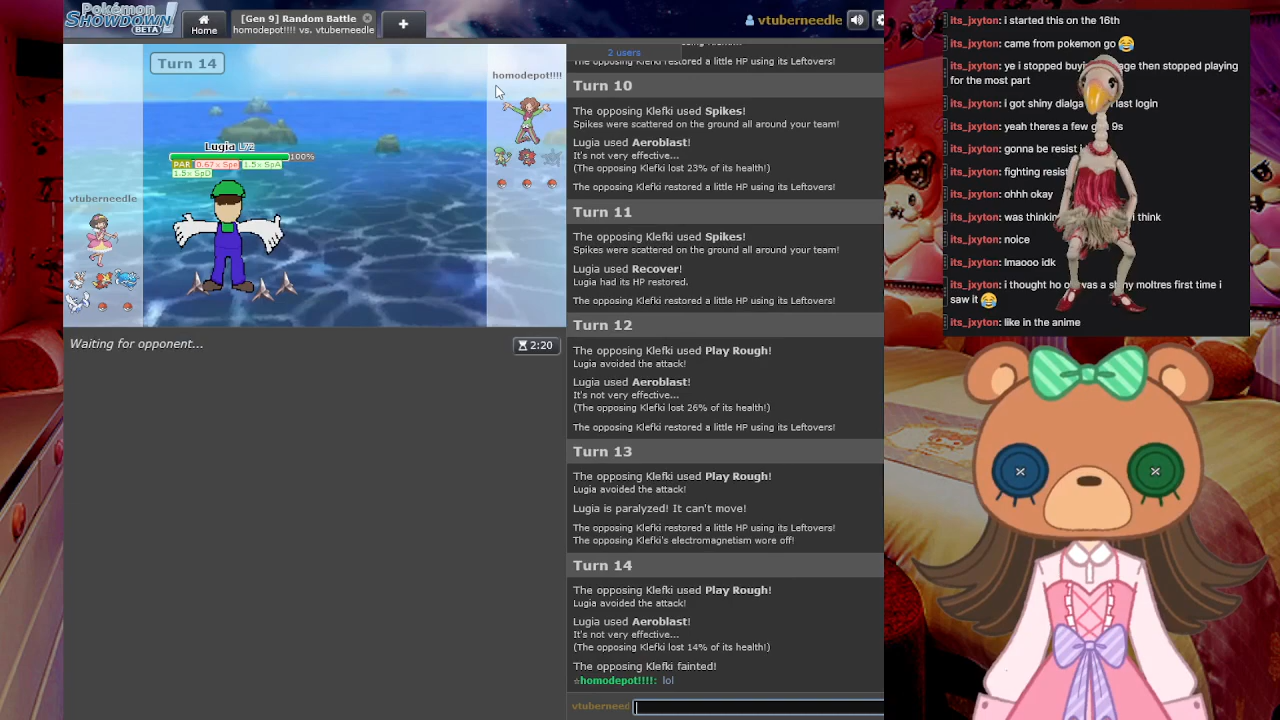 Pokémon
SHOWDOWN!
BETA
Home
[Gen 9] Random Battle
homodepot!!!! vs. vtuberneedle
+
vtuberneedle
Turn 14
homodepot!!!!
Lugia L72
100%
PAR 0.67x Spe 1.5x SpA
1.5x SpD
vtuberneedle
Waiting for opponent...
2:20
2 users
The opposing Klefki restored a little HP using its Leftovers!
Turn 10
The opposing Klefki used Spikes!
Spikes were scattered on the ground all around your team!
Lugia used Aeroblast!
It's not very effective...
(The opposing Klefki lost 23% of its health!)
The opposing Klefki restored a little HP using its Leftovers!
Turn 11
The opposing Klefki used Spikes!
Spikes were scattered on the ground all around your team!
Lugia used Recover!
Lugia had its HP restored.
The opposing Klefki restored a little HP using its Leftovers!
Turn 12
The opposing Klefki used Play Rough!
Lugia avoided the attack!
Lugia used Aeroblast!
It's not very effective...
(The opposing Klefki lost 26% of its health!)
The opposing Klefki restored a little HP using its Leftovers!
Turn 13
The opposing Klefki used Play Rough!
Lugia avoided the attack!
Lugia is paralyzed! It can't move!
The opposing Klefki restored a little HP using its Leftovers!
The opposing Klefki's electromagnetism wore off!
Turn 14
The opposing Klefki used Play Rough!
Lugia avoided the attack!
Lugia used Aeroblast!
It's not very effective...
(The opposing Klefki lost 14% of its health!)
The opposing Klefki fainted!
☆homodepot!!!!: lol
vtuberneed
its_jxyton: i started this on the 16th
its_jxyton: came from pokemon go 😂
its_jxyton: ye i stopped buyi age then stopped playing
for the most part
its_jxyton: i got shiny dialga last login
its_jxyton: yeah theres a few g 9s
its_jxyton: gonna be resist
its_jxyton: fighting resist
its_jxyton: ohhh okay
its_jxyton: was thinkin i think
its_jxyton: noice
its_jxyton: lmaooo idk
its_jxyton: i thought ho o was a shiny moltres first time i
saw it 😂
its_jxyton: like in the anime